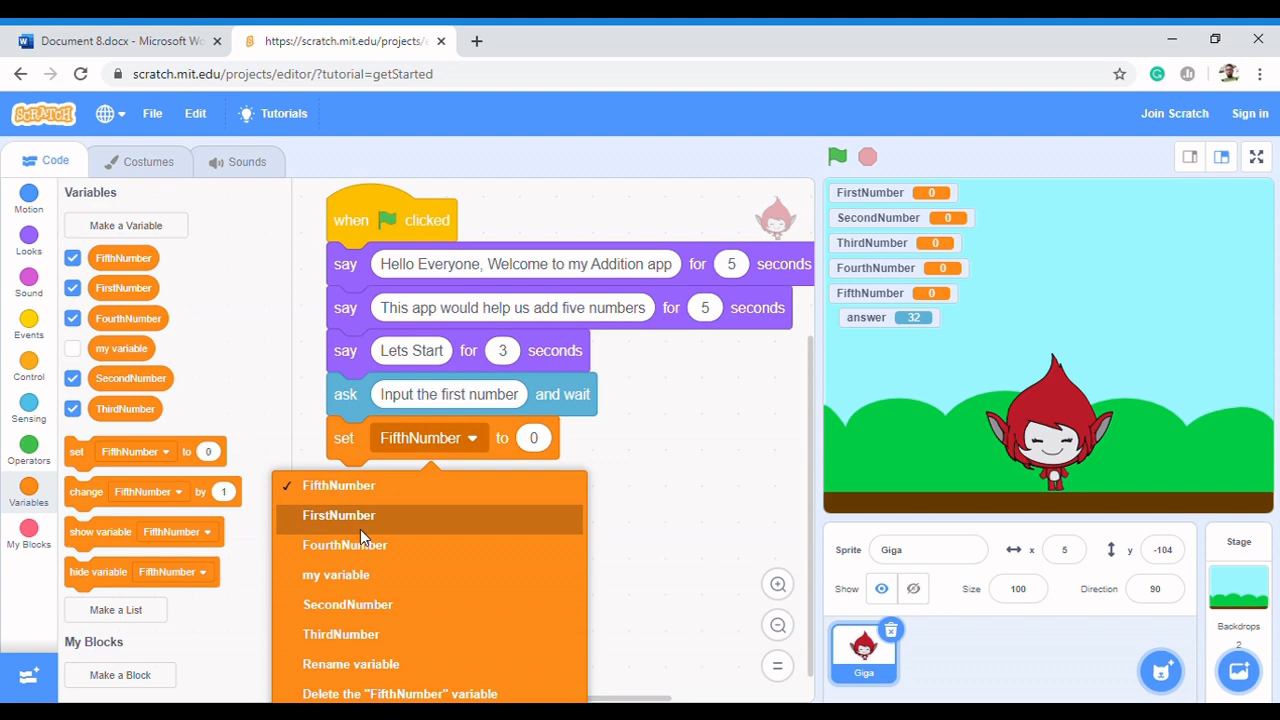 Document 8.docx - Microsoft Wo
https://scratch.mit.edu/projects/e
scratch.mit.edu/projects/editor/?tutorial=getStarted
SCRATCH
File
Edit
Tutorials
Join Scratch
Sign in
Code
Costumes
Sounds
Motion
Looks
Sound
Events
Control
Sensing
Operators
Variables
My Blocks
Variables
Make a Variable
FifthNumber
FirstNumber
FourthNumber
my variable
SecondNumber
ThirdNumber
set FifthNumber to 0
change FifthNumber by 1
show variable FifthNumber
hide variable FifthNumber
Make a List
My Blocks
Make a Block
when clicked
say Hello Everyone, Welcome to my Addition app for 5 seconds
say This app would help us add five numbers for 5 seconds
say Lets Start for 3 seconds
ask Input the first number and wait
set FifthNumber to 0
✓ FifthNumber
FirstNumber
FourthNumber
my variable
SecondNumber
ThirdNumber
Rename variable
Delete the "FifthNumber" variable
FirstNumber 0
SecondNumber 0
ThirdNumber 0
FourthNumber 0
FifthNumber 0
answer 32
Sprite Giga x 5 y -104
Show Size 100 Direction 90
Giga
Stage
Backdrops
2